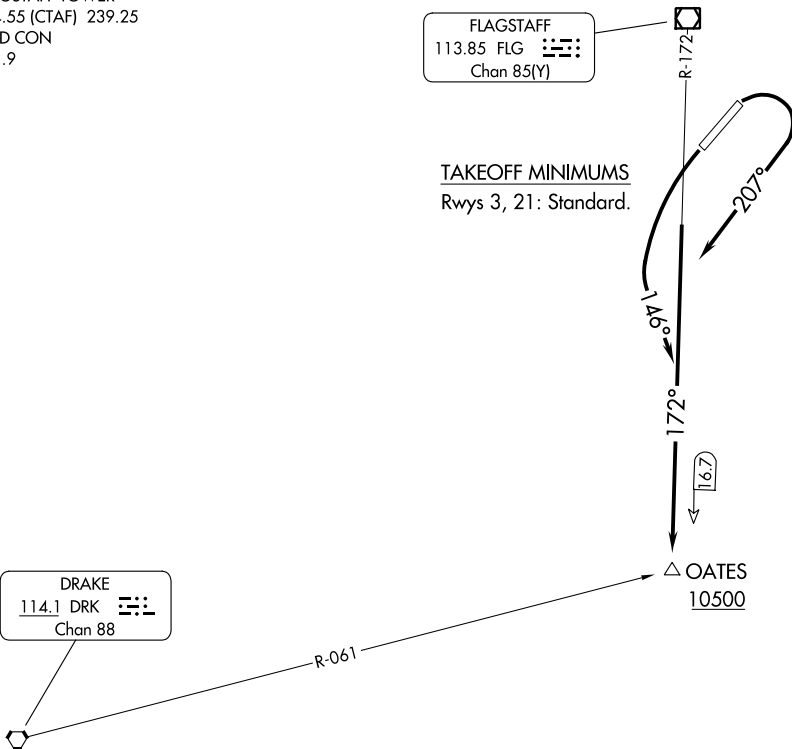 .55 (CTAF) 239.25
D CON
.9
FLAGSTAFF
113.85 FLG
Chan 85(Y)
R-172
TAKEOFF MINIMUMS
Rwys 3, 21: Standard.
207°
146°
172°
16.7
OATES
10500
DRAKE
114.1 DRK
Chan 88
R-061